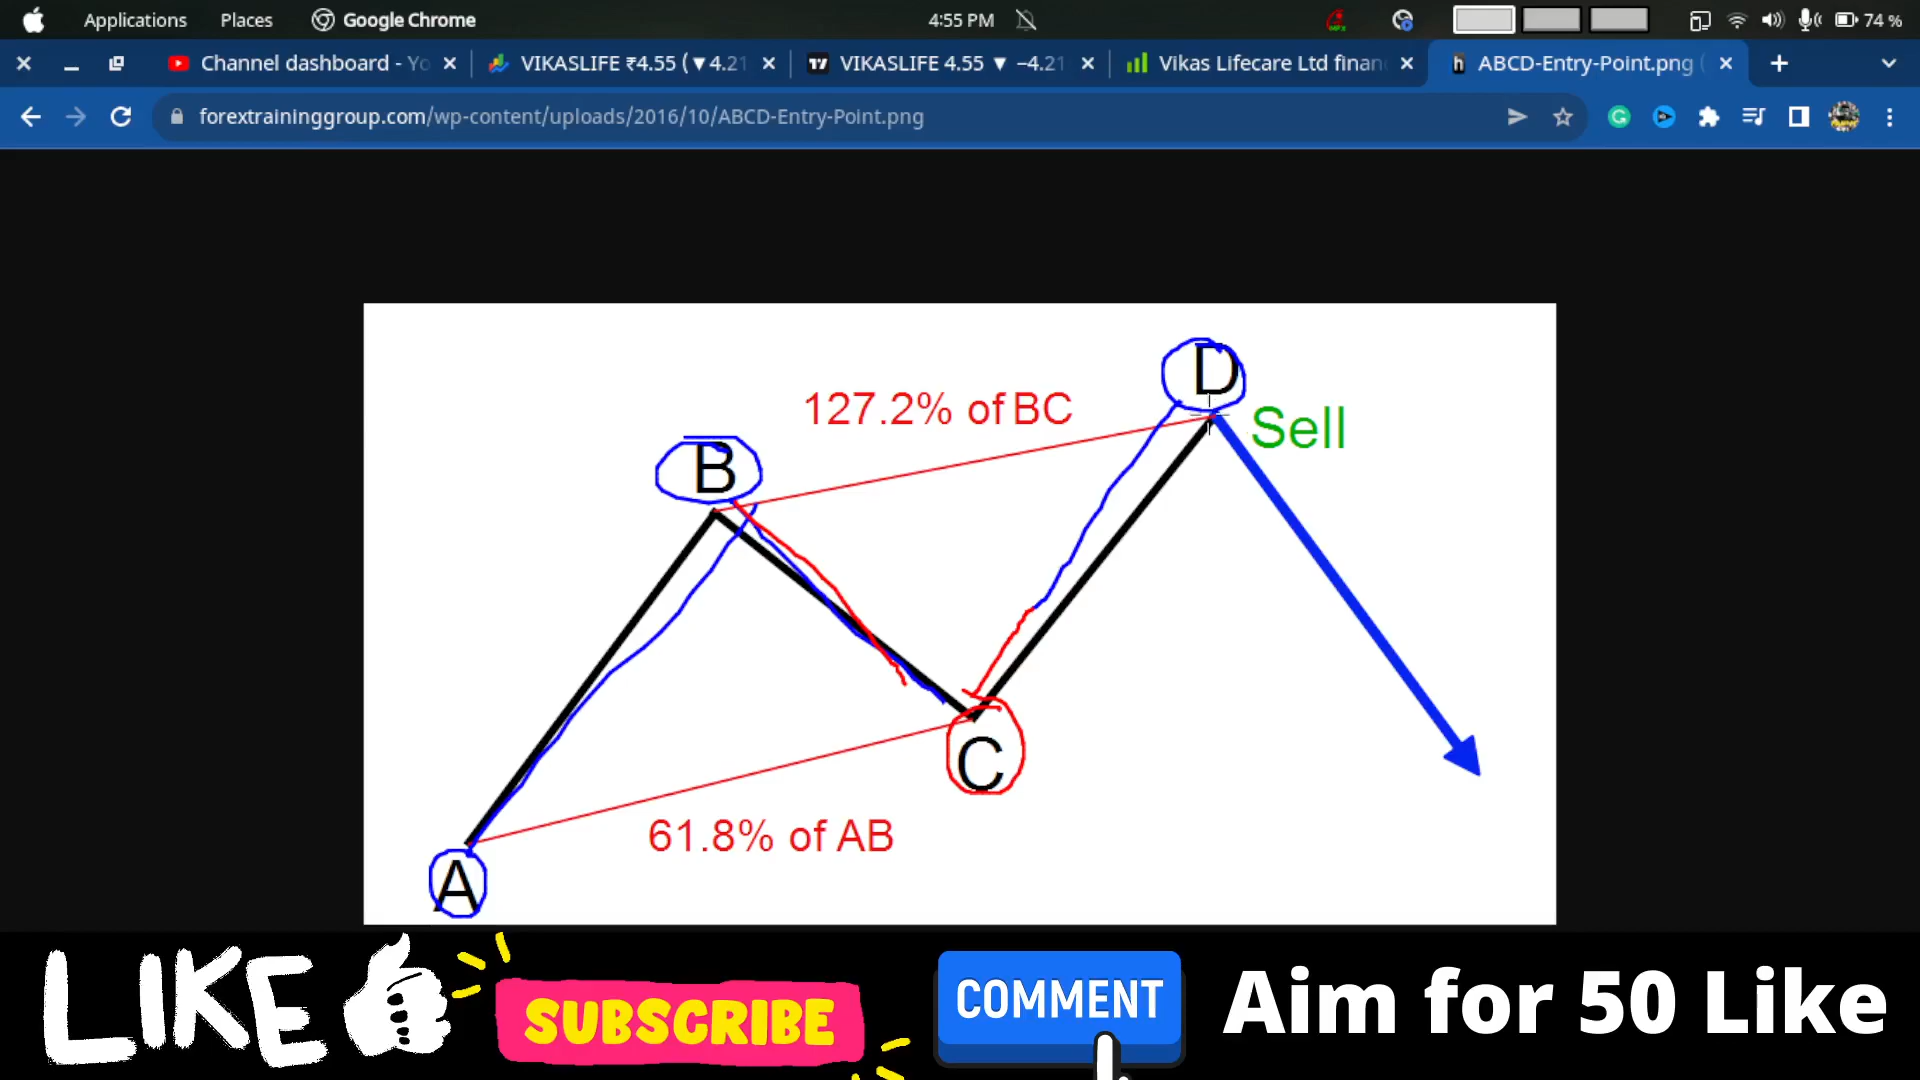 Applications Places Google Chrome 4:55 PM 74 %
Channel dashboard - Yo VIKASLIFE ₹4.55 (▼4.21 VIKASLIFE 4.55 ▼ −4.21 Vikas Lifecare Ltd finan ABCD-Entry-Point.png (
forextraininggroup.com/wp-content/uploads/2016/10/ABCD-Entry-Point.png
D
127.2% of BC
Sell
B
C
61.8% of AB
A
LIKE SUBSCRIBE COMMENT Aim for 50 Like